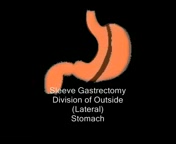 Sleeve Gastrectomy
Division of Outside
(Lateral)
Stomach